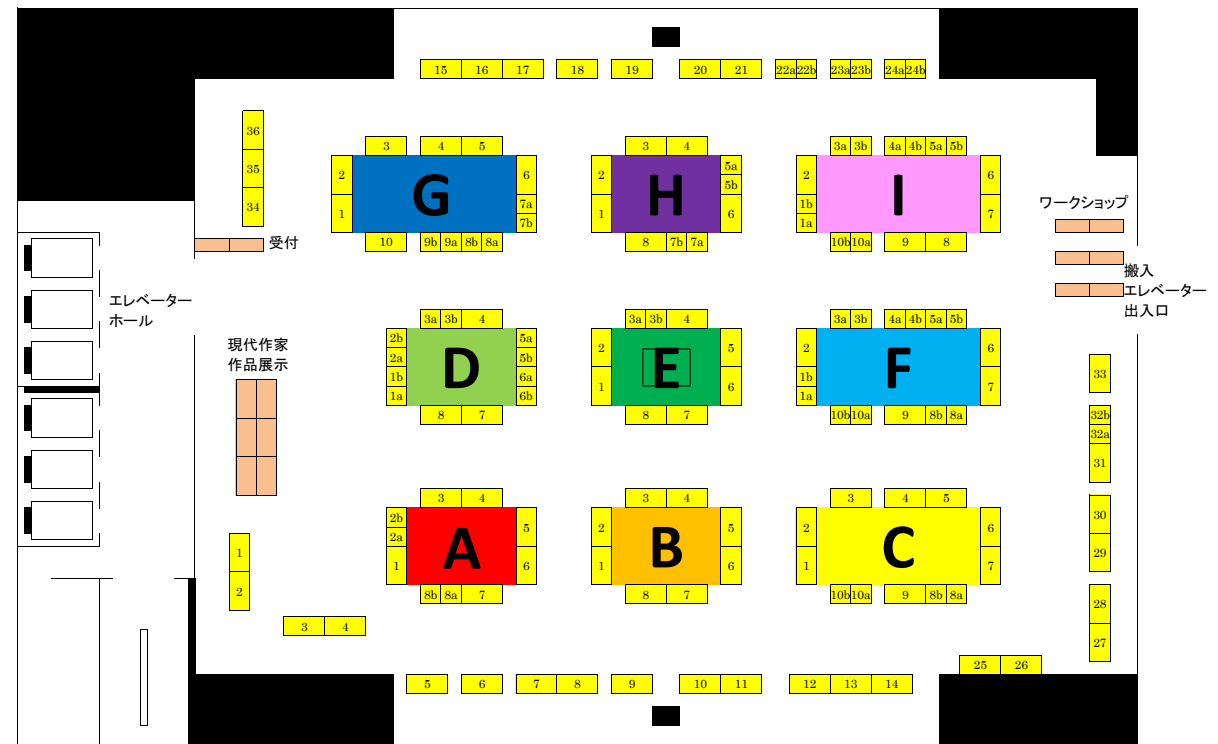 15 16 17 18 19 20 21 22a 22b 23a 23b 24a 24b
36
35
34
受付
3 4 5
2
1
G
6
7a
7b
10 9b 9a 8b 8a
3 4
2
1
H
5a
5b
6
8 7b 7a
3a 3b 4a 4b 5a 5b
2
1b
1a
I
6
7
10b 10a 9 8
ワークショップ
搬入
エレベーター
出入口
エレベーター
ホール
現代作家
作品展示
3a 3b 4
2b
2a
1b
1a
D
5a
5b
6a
6b
8 7
3a 3b 4
2
1
E
5
6
8 7
3a 3b 4a 4b 5a 5b
2
1b
1a
F
6
7
10b 10a 9 8b 8a
33
32b
32a
31
30
29
28
27
3 4
2b
2a
1
A
5
6
8b 8a 7
3 4
2
1
B
5
6
8 7
3 4 5
2
1
C
6
7
10b 10a 9 8b 8a
1
2
3 4
25 26
5 6 7 8 9 10 11 12 13 14